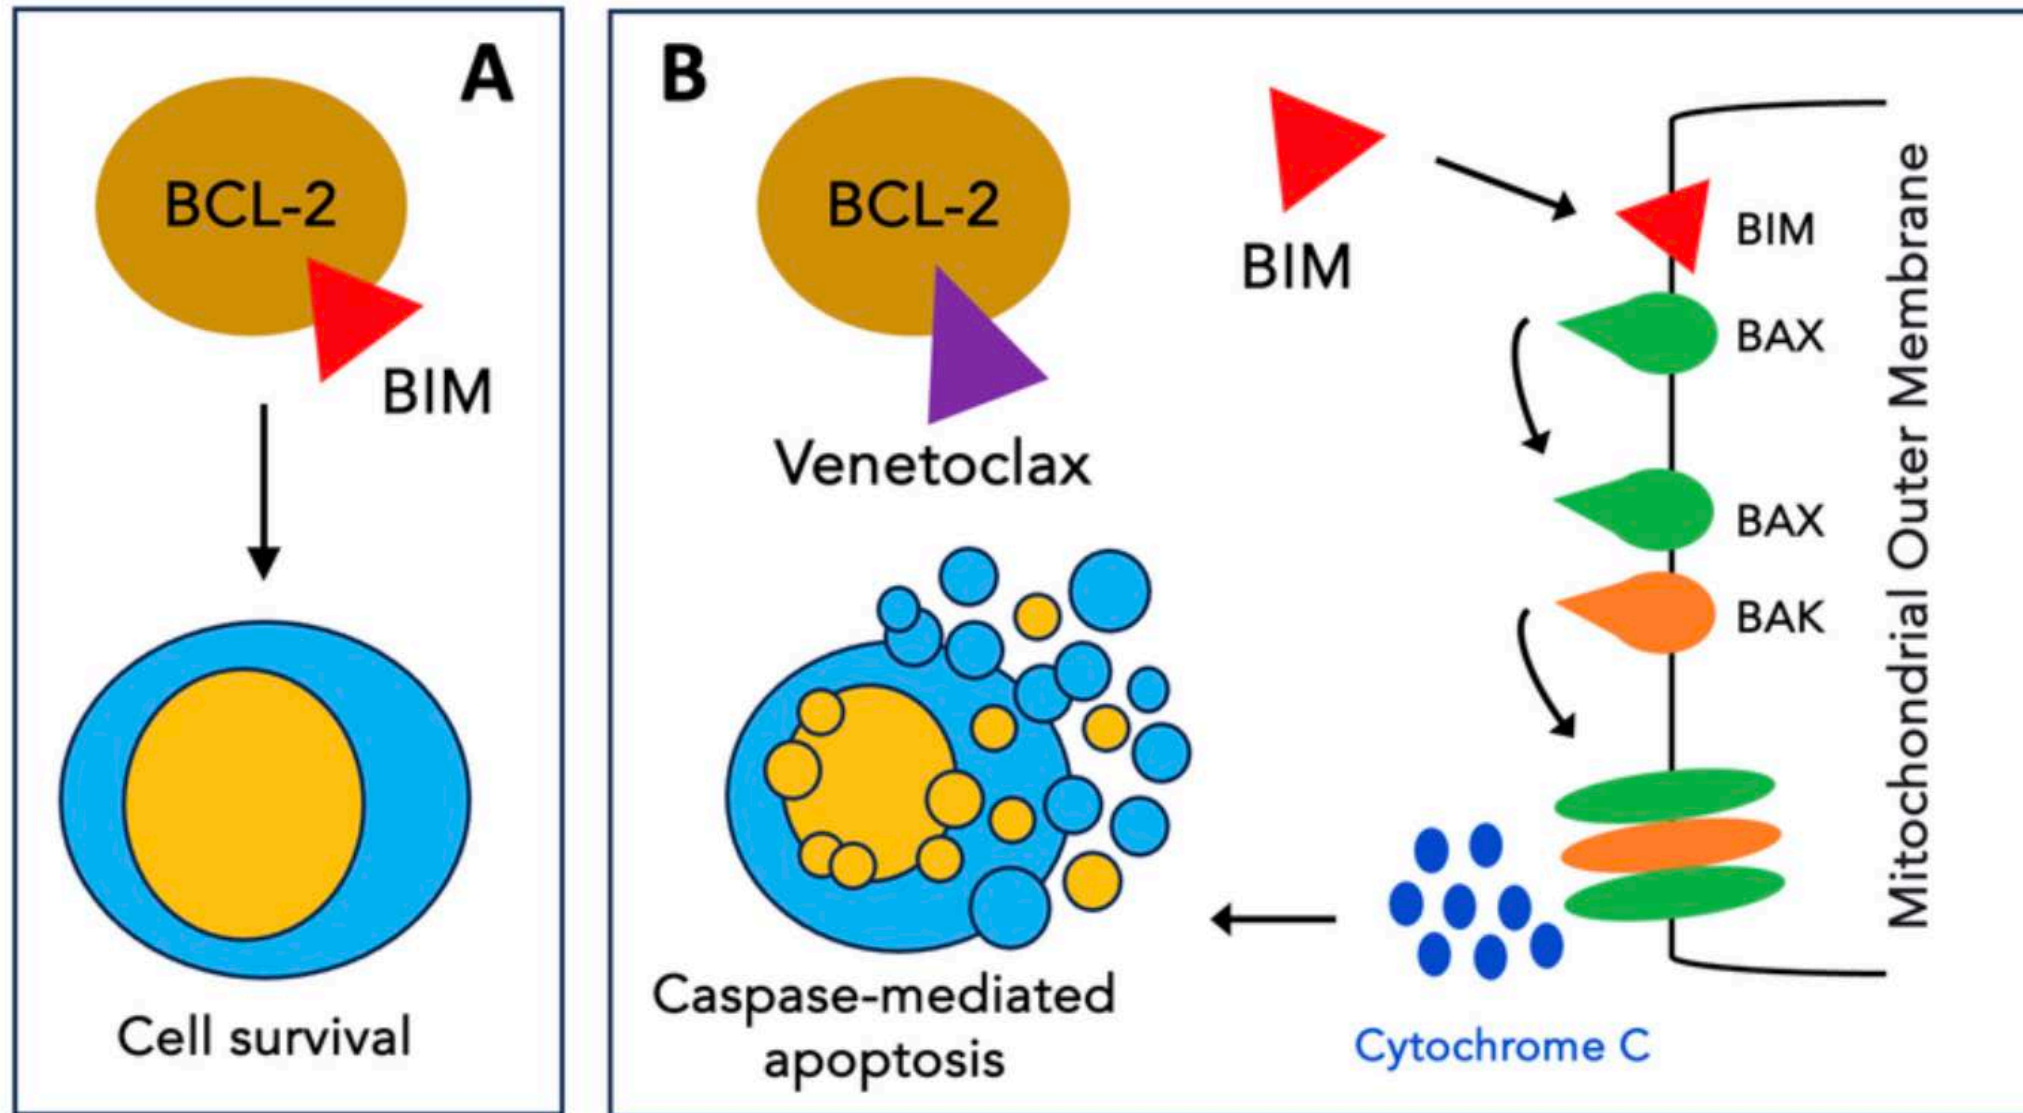 A
BCL-2
BIM
Cell survival
B
BCL-2
Venetoclax
BIM
BIM
BAX
BAX
BAK
Mitochondrial Outer Membrane
Cytochrome C
Caspase-mediated
apoptosis